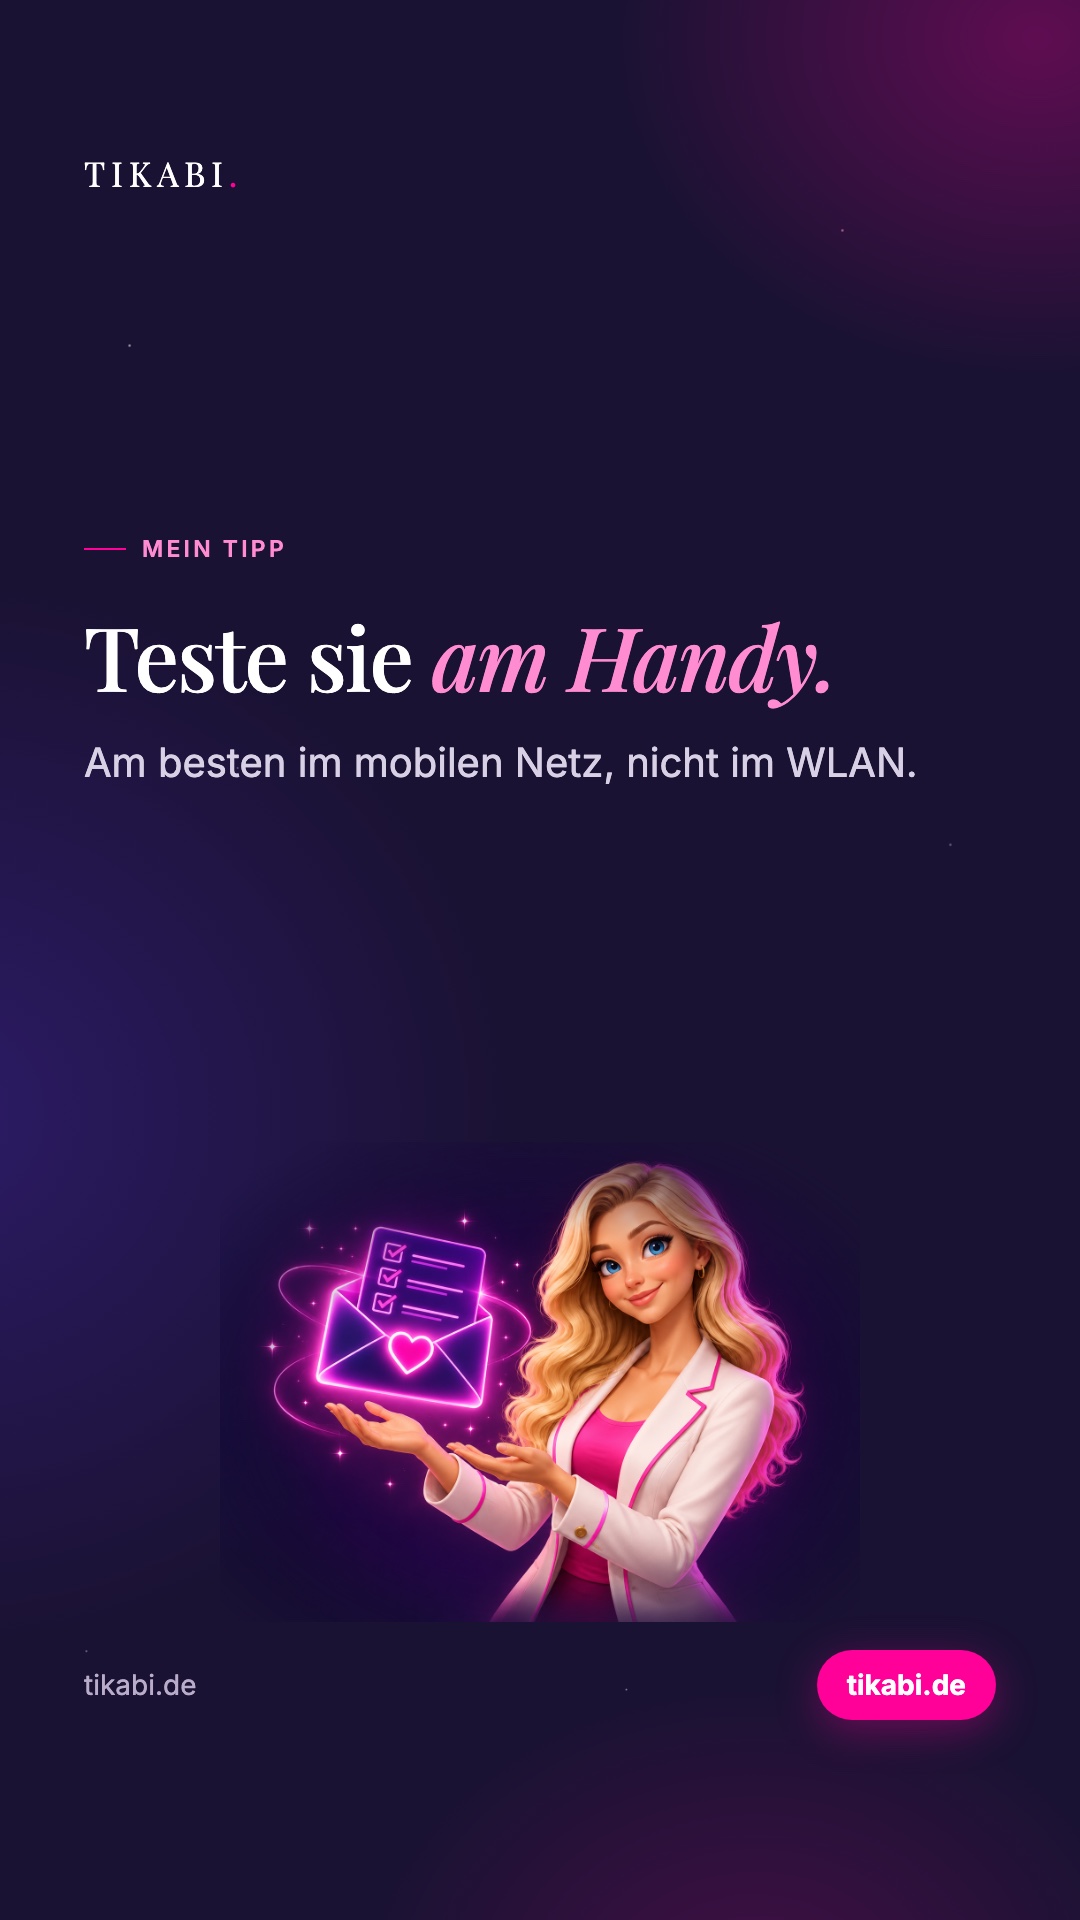 TIKABI.
MEIN TIPP
Teste sie am Handy.
Am besten im mobilen Netz, nicht im WLAN.
tikabi.de
tikabi.de